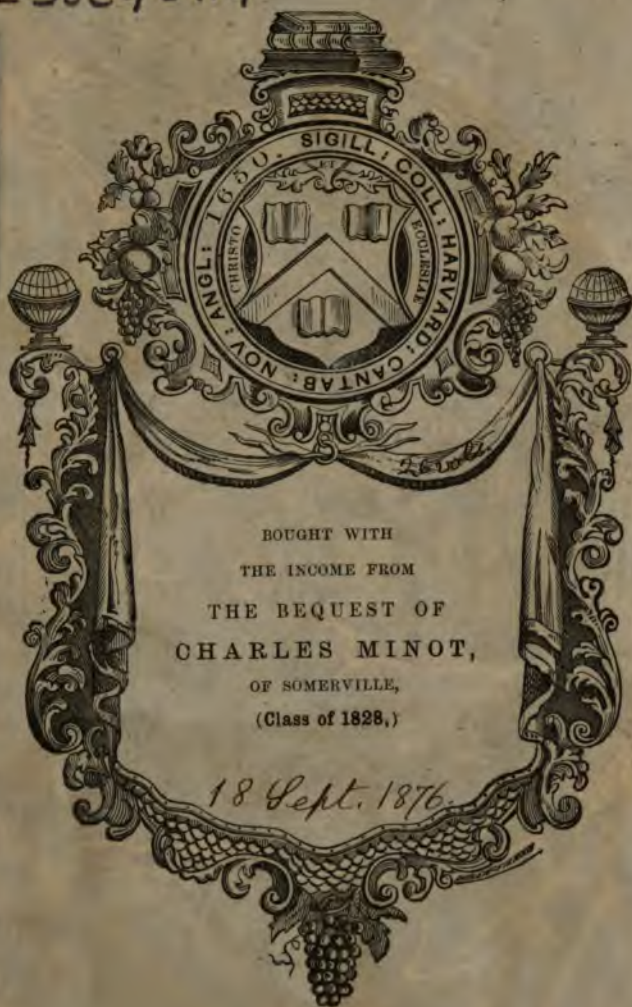 SIGILL: COLL: HARVARD: CANTAB: NOV: ANGL: 1650.
ET
CHRISTO
ECCLESIAE
BOUGHT WITH
THE INCOME FROM
THE BEQUEST OF
CHARLES MINOT,
OF SOMERVILLE,
(Class of 1828,)
18 Sept. 1876.